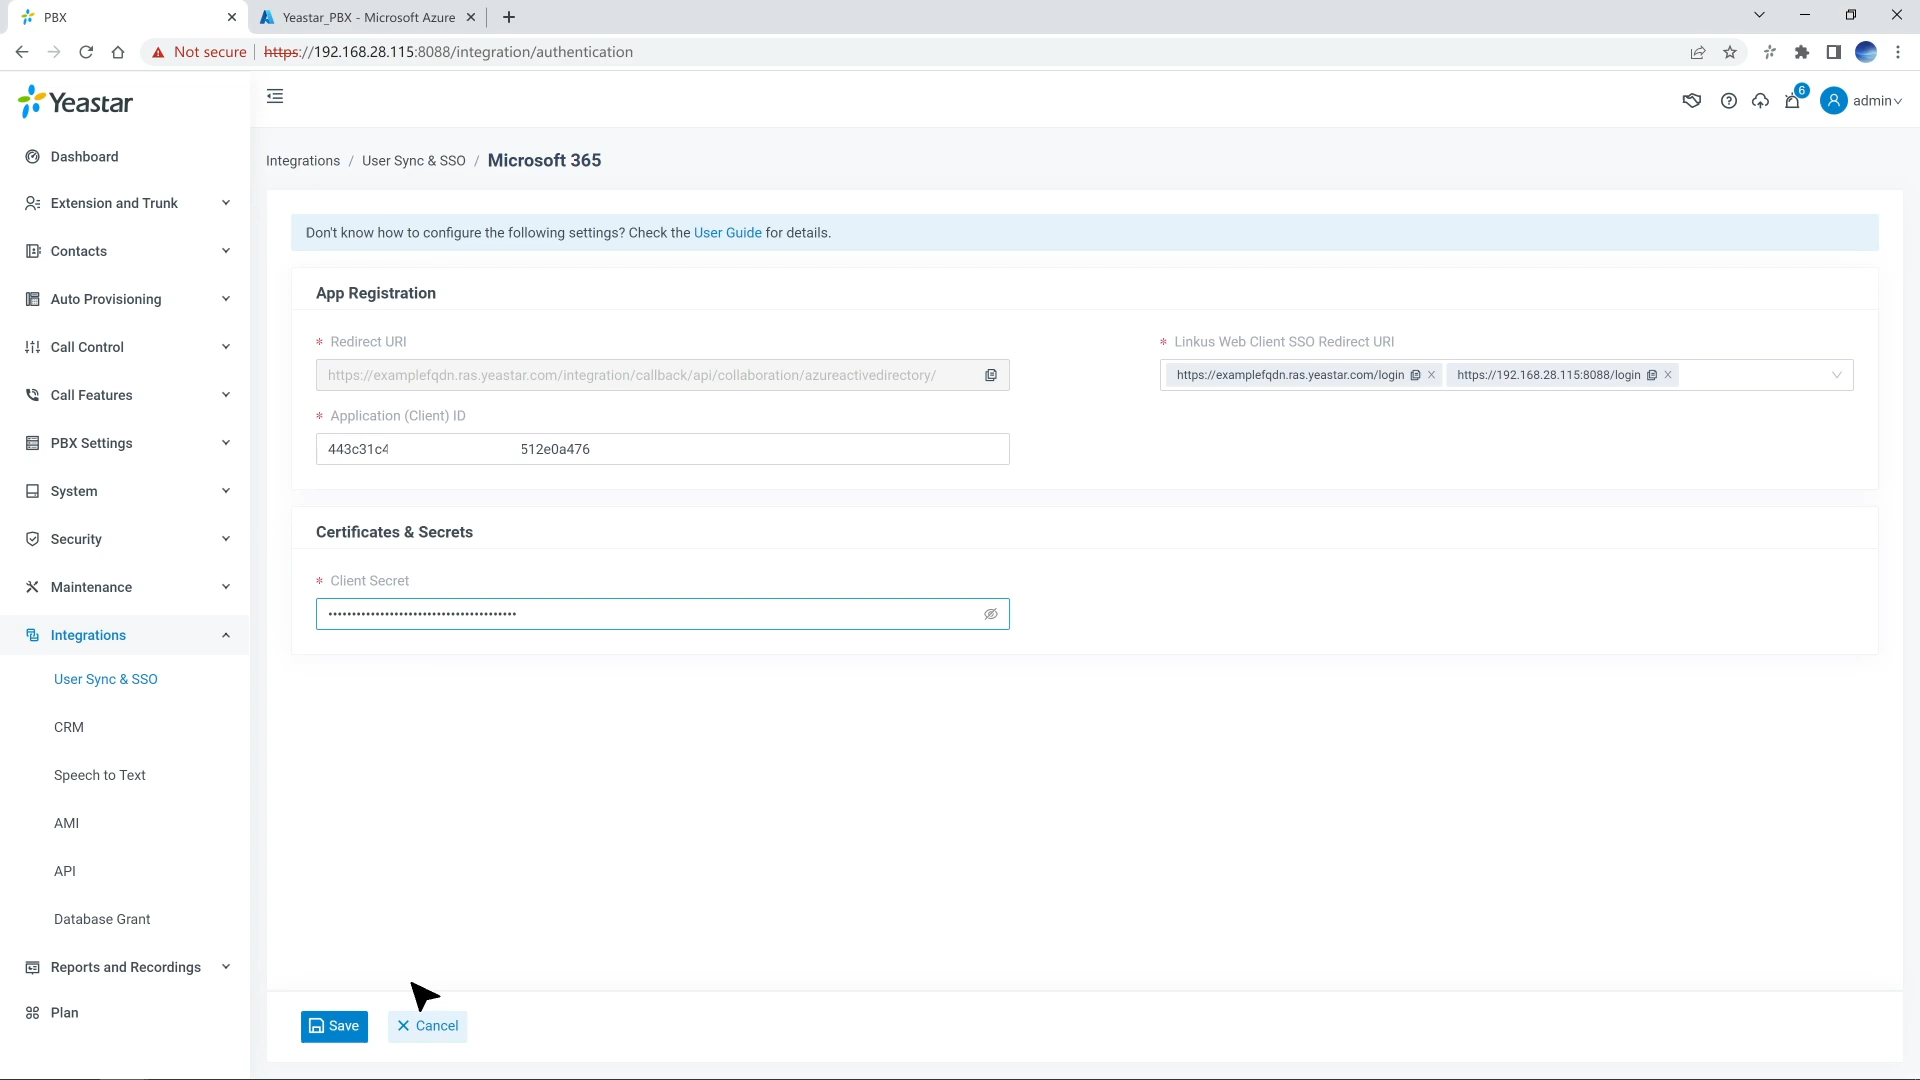 PBX
Yeastar_PBX - Microsoft Azure
Not secure
https://192.168.28.115:8088/integration/authentication
Yeastar
6
admin
Dashboard
Extension and Trunk
Contacts
Auto Provisioning
Call Control
Call Features
PBX Settings
System
Security
Maintenance
Integrations
User Sync & SSO
CRM
Speech to Text
AMI
API
Database Grant
Reports and Recordings
Plan
Integrations / User Sync & SSO / Microsoft 365
Don't know how to configure the following settings? Check the User Guide for details.
App Registration
* Redirect URI
https://examplefqdn.ras.yeastar.com/integration/callback/api/collaboration/azureactivedirectory/
* Linkus Web Client SSO Redirect URI
https://examplefqdn.ras.yeastar.com/login
https://192.168.28.115:8088/login
* Application (Client) ID
443c31c4 512e0a476
Certificates & Secrets
* Client Secret
••••••••••••••••••••••••••••••••••••••••
Save
Cancel